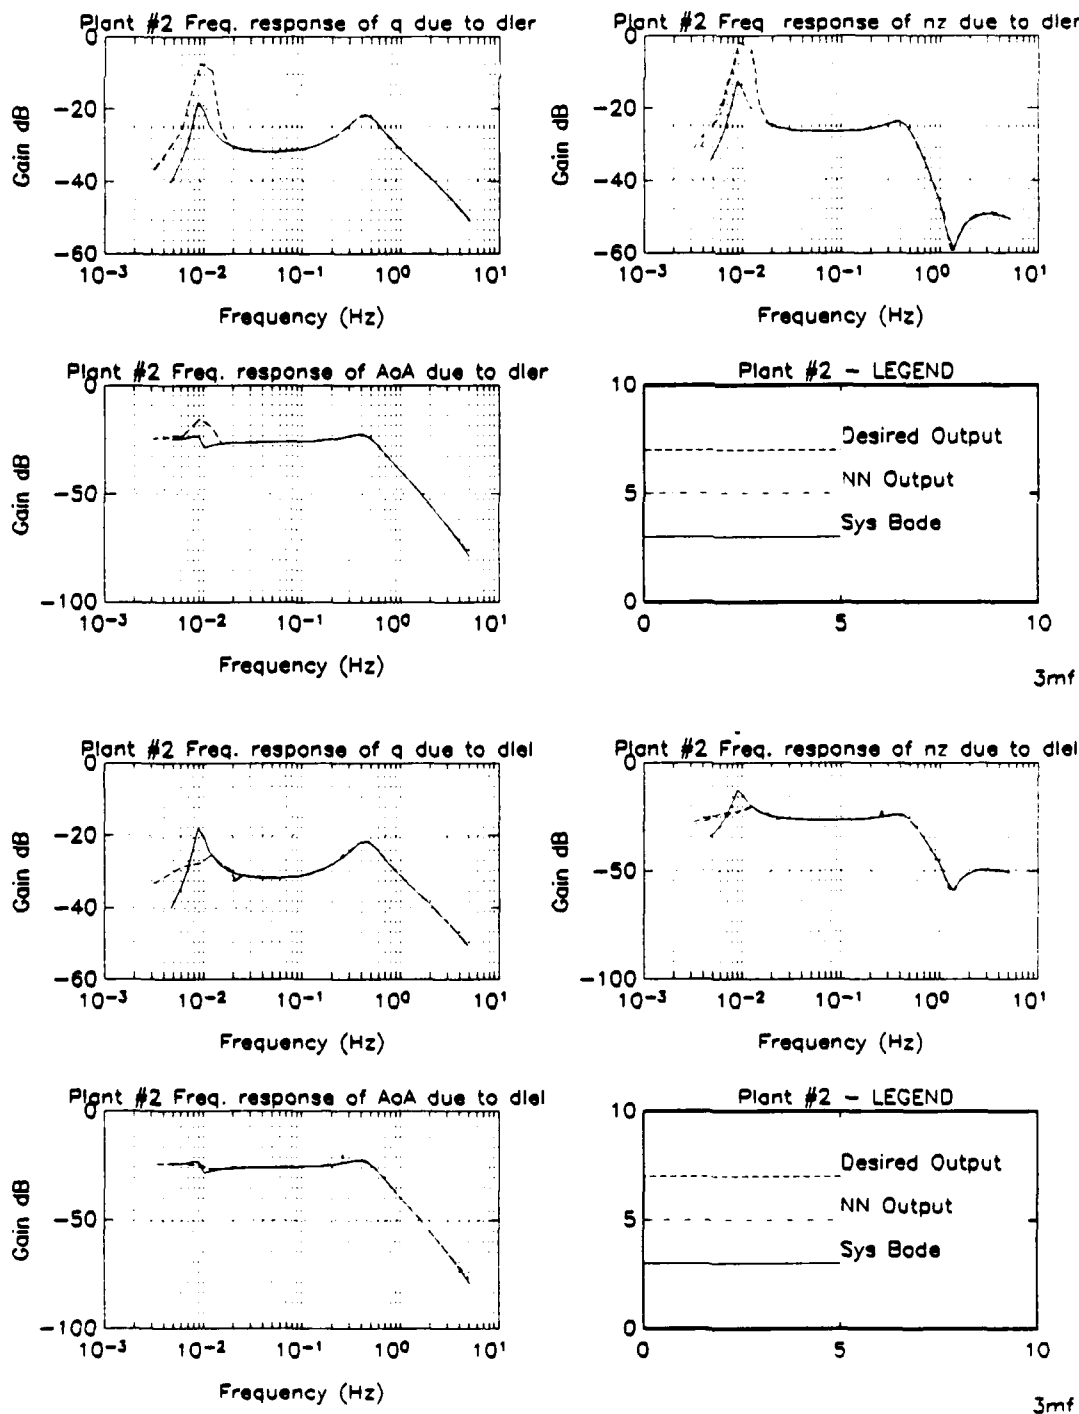 Plant #2 Freq. response of q due to dler
Gain dB
0
-20
-40
-60
10-3 10-2 10-1 100 101
Frequency (Hz)
Plant #2 Freq response of nz due to dler
Gain dB
0
-20
-40
-60
10-3 10-2 10-1 100 101
Frequency (Hz)
Plant #2 Freq. response of AoA due to dler
Gain dB
0
-50
-100
10-3 10-2 10-1 100 101
Frequency (Hz)
Plant #2 - LEGEND
10
5
0
Desired Output
NN Output
Sys Bode
0 5 10
3mf
Plant #2 Freq. response of q due to dlel
Gain dB
0
-20
-40
-60
10-3 10-2 10-1 100 101
Frequency (Hz)
Plant #2 Freq. response of nz due to dlel
Gain dB
0
-50
-100
10-3 10-2 10-1 100 101
Frequency (Hz)
Plant #2 Freq. response of AoA due to dlel
Gain dB
0
-50
-100
10-3 10-2 10-1 100 101
Frequency (Hz)
Plant #2 - LEGEND
10
5
0
Desired Output
NN Output
Sys Bode
0 5 10
3mf